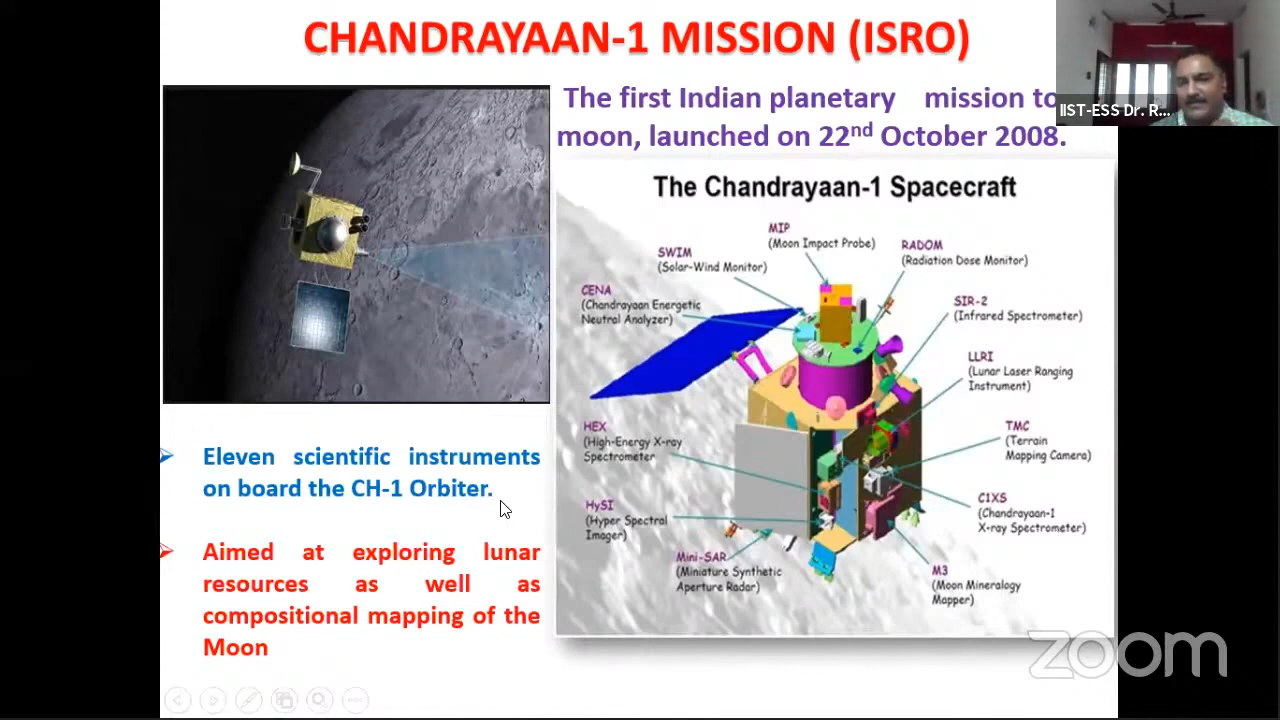 CHANDRAYAAN-1 MISSION (ISRO)
The first Indian planetary mission to
moon, launched on 22nd October 2008.
IIST-ESS Dr. R...
The Chandrayaan-1 Spacecraft
MIP
(Moon Impact Probe)
SWIM
(Solar-Wind Monitor)
RADOM
(Radiation Dose Monitor)
CENA
(Chandrayaan Energetic
Neutral Analyzer)
SIR-2
(Infrared Spectrometer)
LLRI
(Lunar Laser Ranging
Instrument)
HEX
(High-Energy X-ray
Spectrometer
TMC
(Terrain
Mapping Camera)
HySI
(Hyper Spectral
Imager)
C1XS
(Chandrayaan-1
X-ray Spectrometer)
Mini-SAR
(Miniature Synthetic
Aperture Radar)
M3
(Moon Mineralogy
Mapper)
Eleven scientific instruments
on board the CH-1 Orbiter.
Aimed at exploring lunar
resources as well as
compositional mapping of the
Moon
zoom